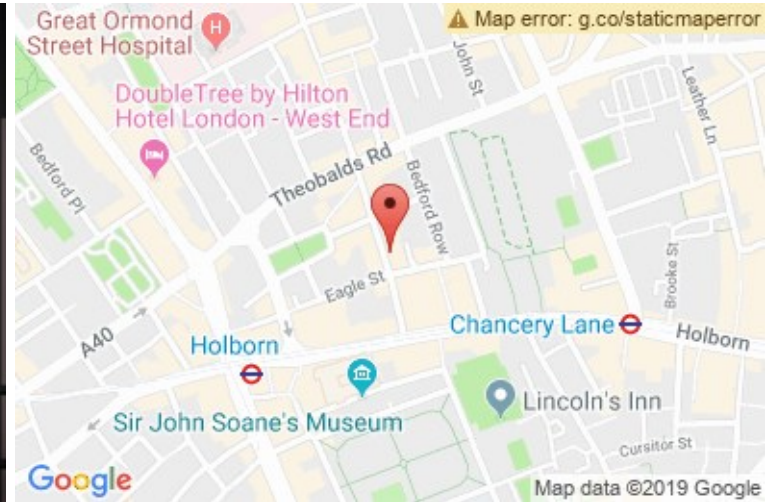 Great Ormond
Street Hospital
H
Map error: g.co/staticmaperror
John St
Leather Ln
DoubleTree by Hilton
Hotel London - West End
Bedford Pl
Theobalds Rd
Bedford Row
Eagle St
Brooke St
A40
Holborn
Chancery Lane
Holborn
Sir John Soane's Museum
Lincoln's Inn
Cursitor St
Google
Map data ©2019 Google